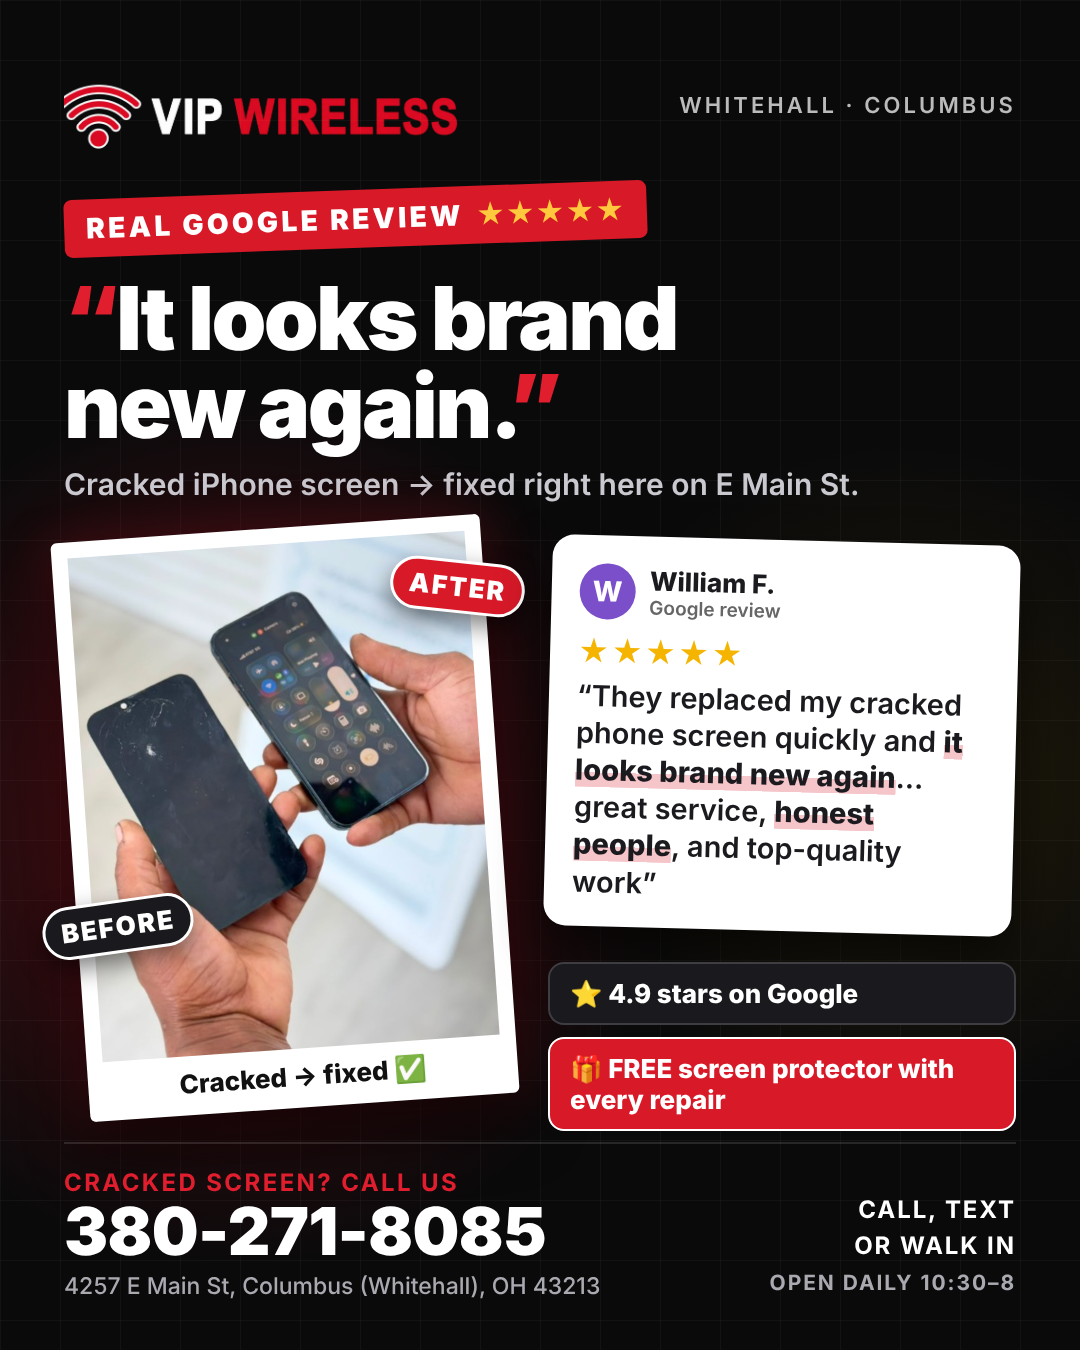 VIP WIRELESS
WHITEHALL · COLUMBUS
REAL GOOGLE REVIEW ★★★★★
“It looks brand
new again.”
Cracked iPhone screen → fixed right here on E Main St.
AFTER
BEFORE
Cracked → fixed ✅
W
William F.
Google review
★★★★★
“They replaced my cracked
phone screen quickly and it
looks brand new again...
great service, honest
people, and top-quality
work”
⭐ 4.9 stars on Google
🎁 FREE screen protector with
every repair
CRACKED SCREEN? CALL US
380-271-8085
4257 E Main St, Columbus (Whitehall), OH 43213
CALL, TEXT
OR WALK IN
OPEN DAILY 10:30–8